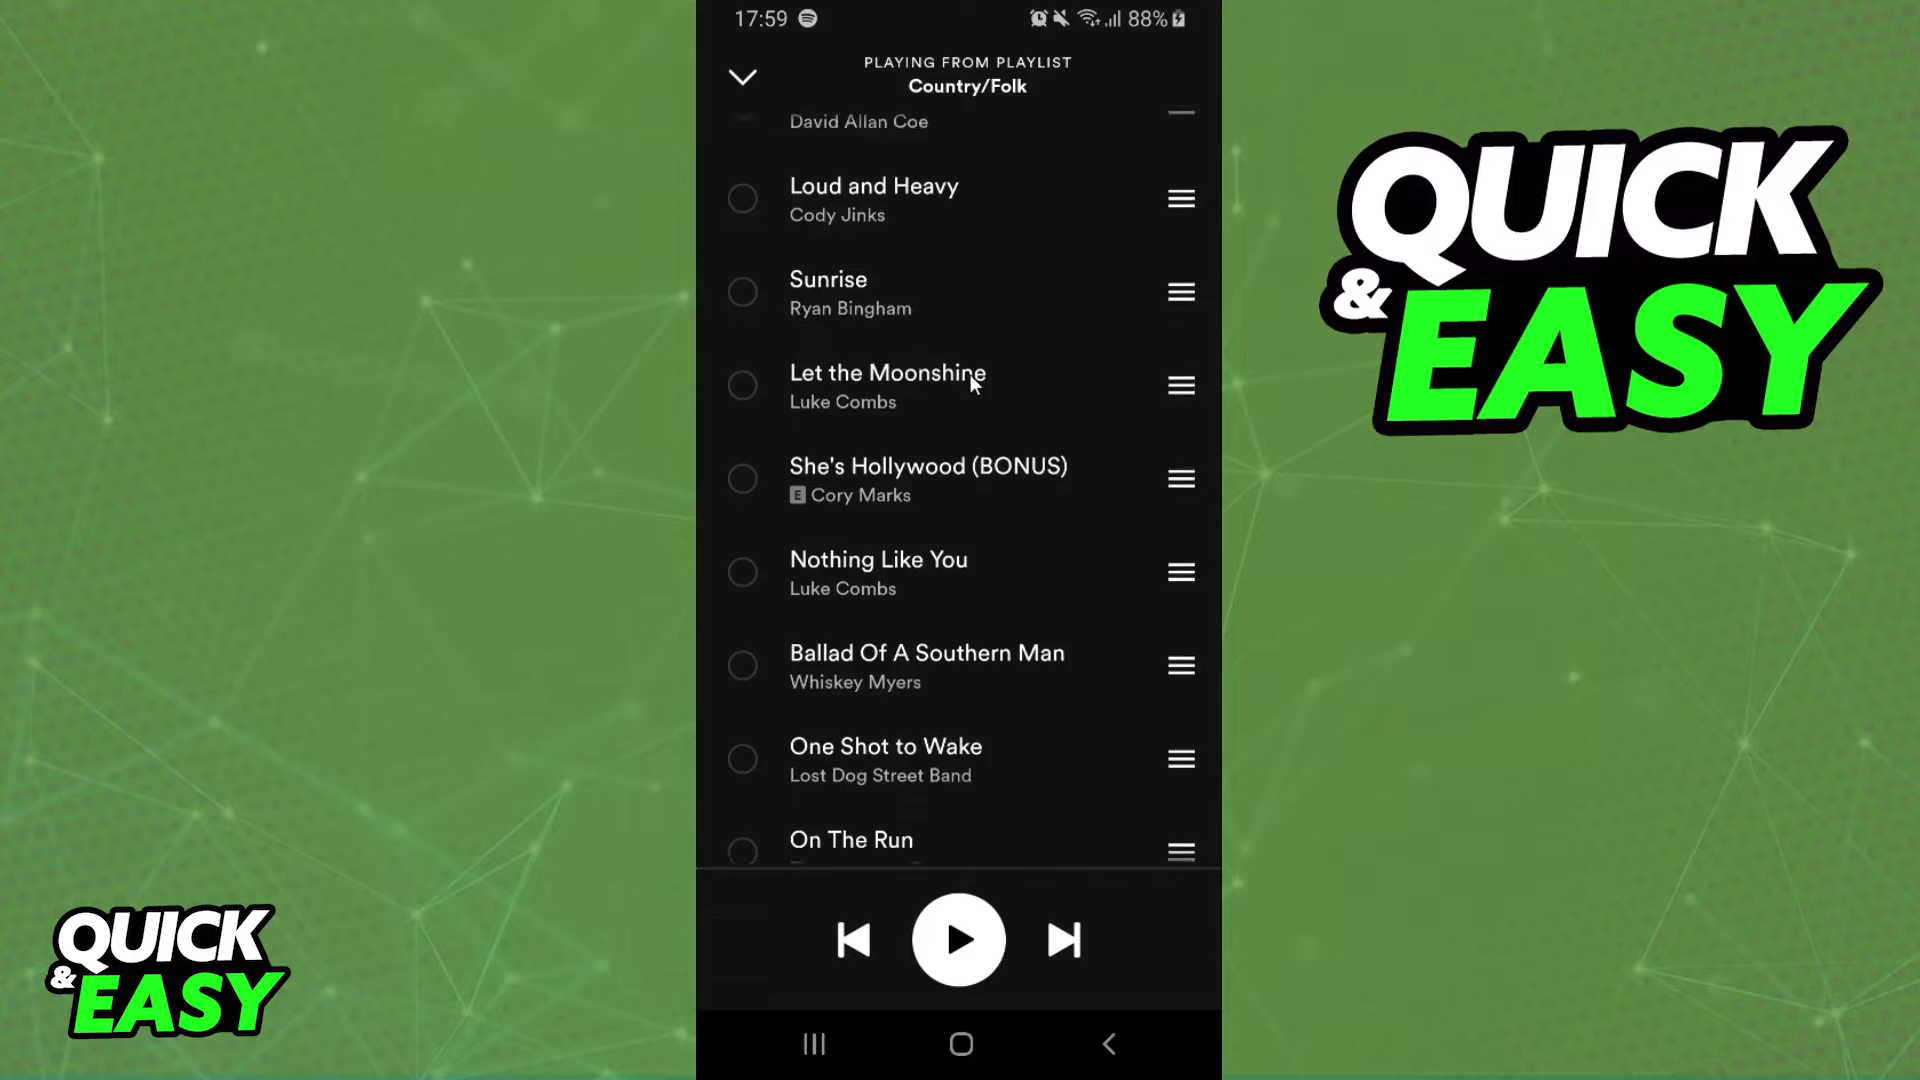 17:59
88%
PLAYING FROM PLAYLIST
Country/Folk
David Allan Coe
Loud and Heavy
Cody Jinks
Sunrise
Ryan Bingham
Let the Moonshine
Luke Combs
She's Hollywood (BONUS)
E Cory Marks
Nothing Like You
Luke Combs
Ballad Of A Southern Man
Whiskey Myers
One Shot to Wake
Lost Dog Street Band
On The Run
QUICK
& EASY
QUICK
& EASY